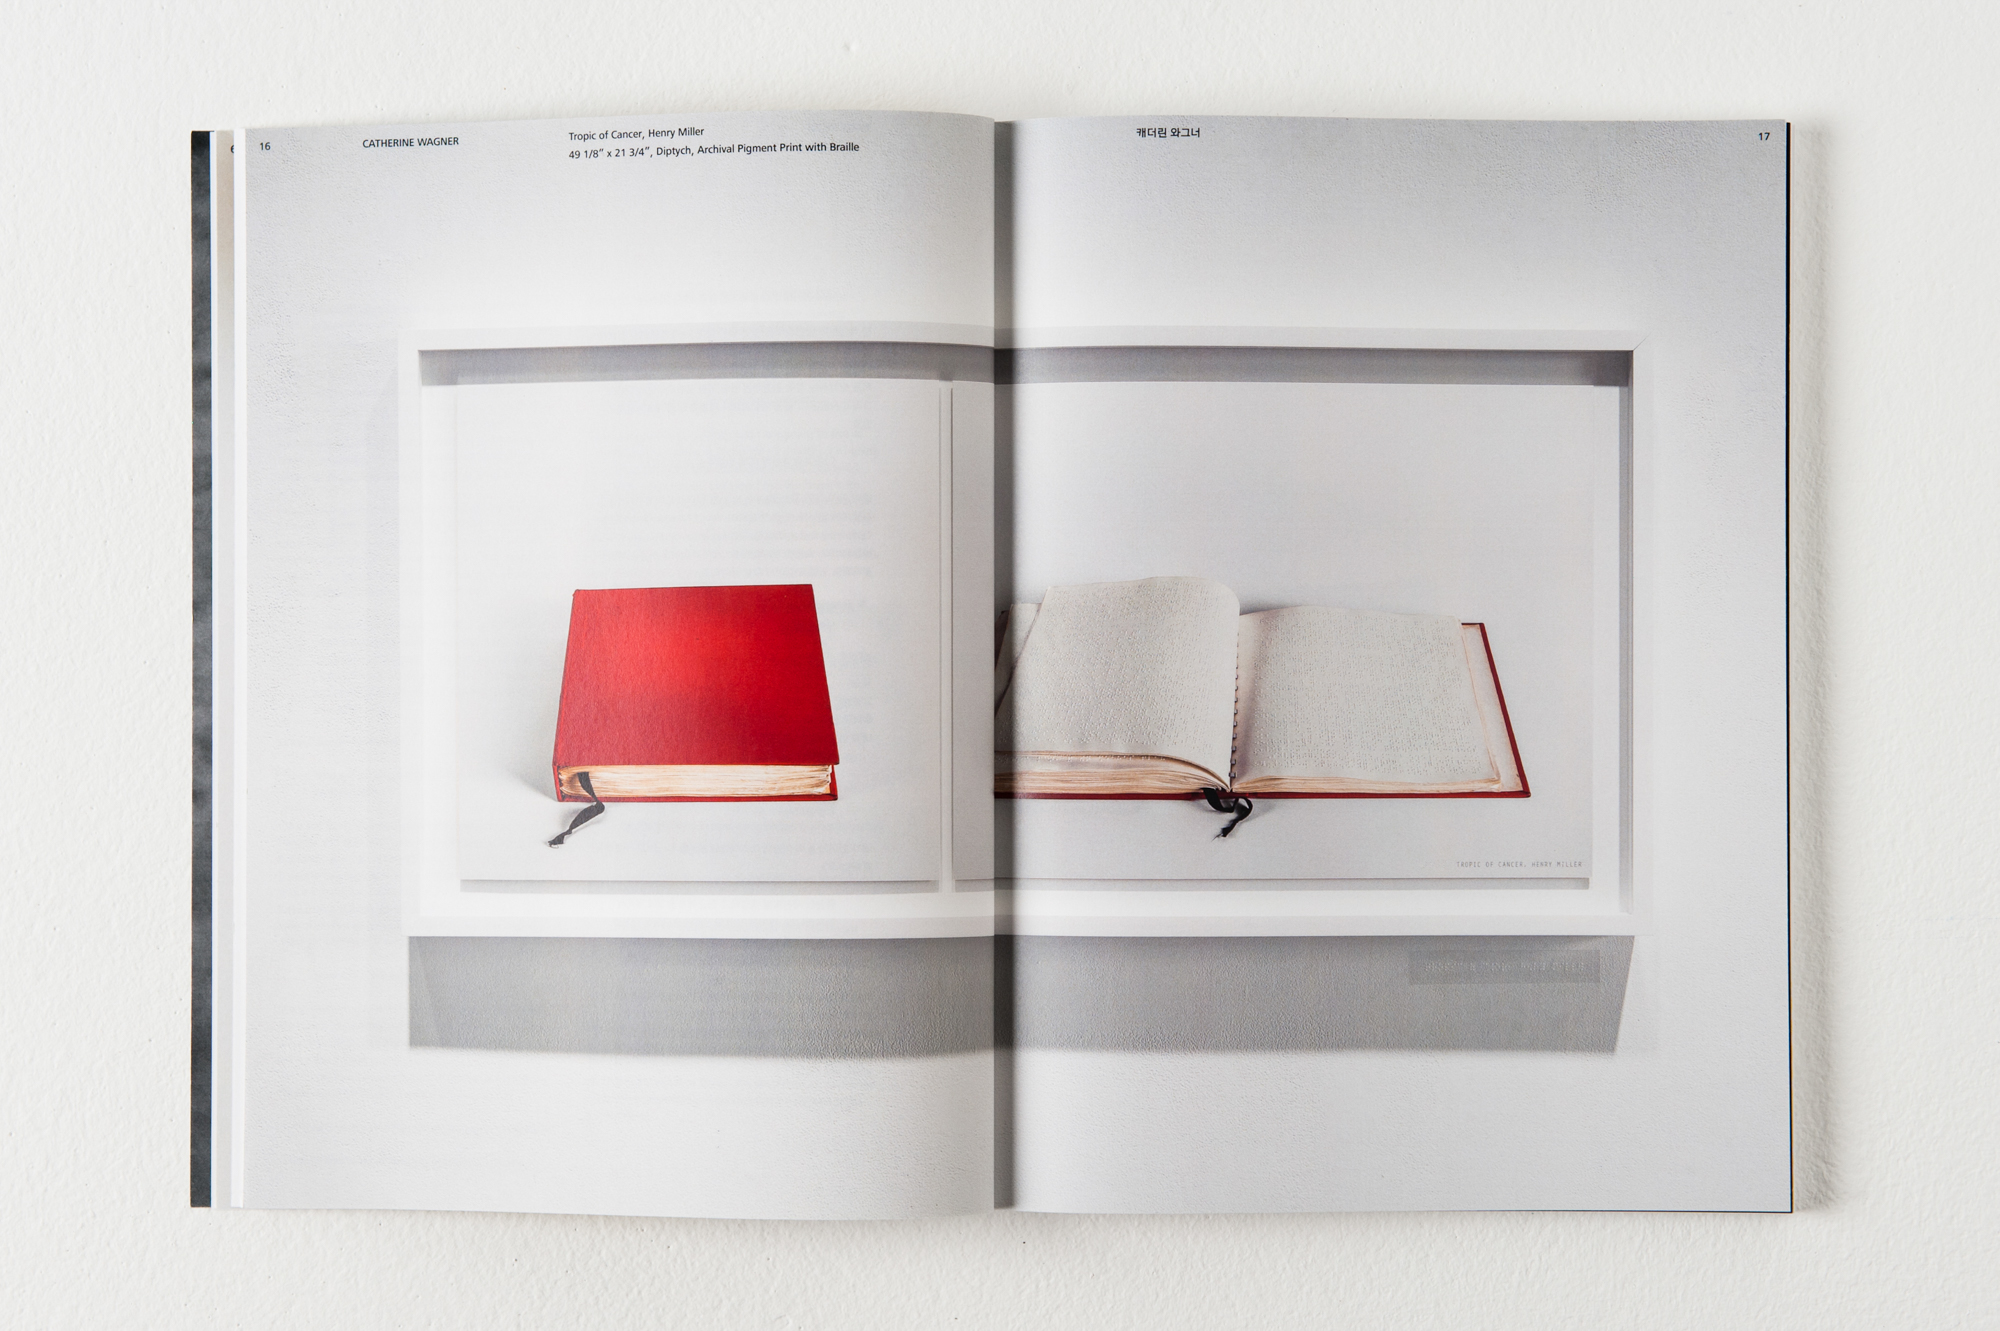 16
CATHERINE WAGNER
Tropic of Cancer, Henry Miller
49 1/8” x 21 3/4”, Diptych, Archival Pigment Print with Braille
캐더린 와그너
17
TROPIC OF CANCER, HENRY MILLER